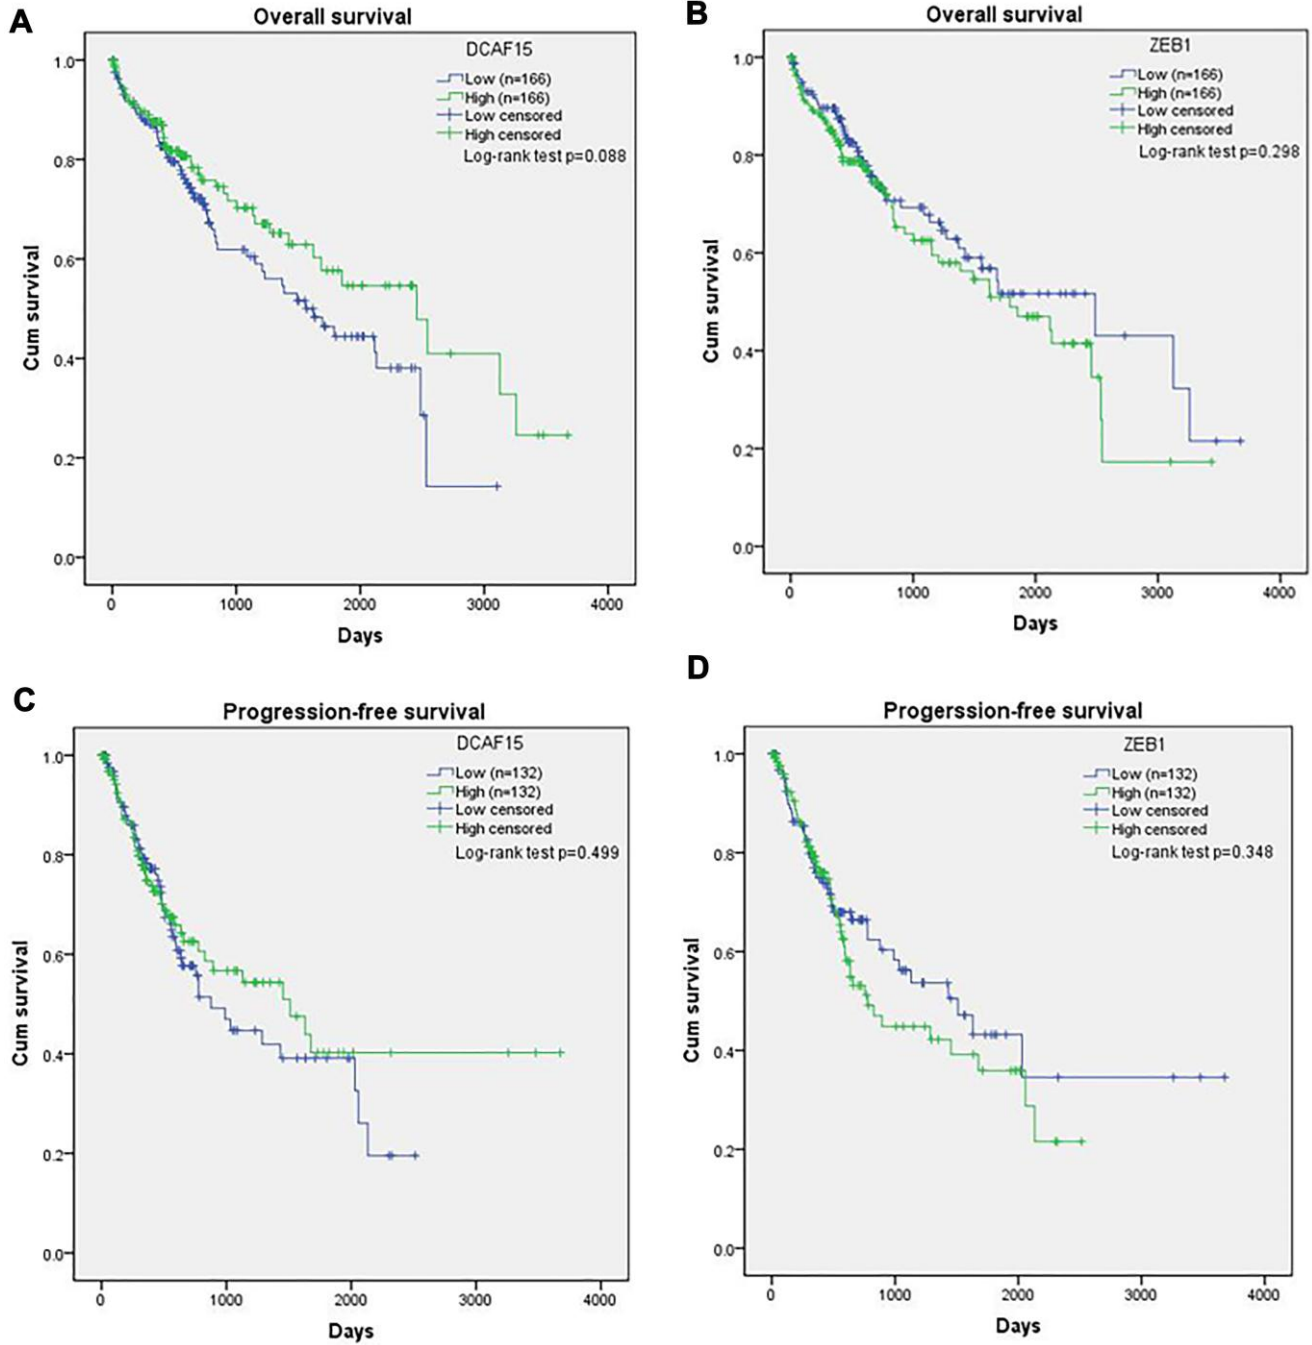 A
Overall survival
DCAF15
Low (n=166)
High (n=166)
Low censored
High censored
Log-rank test p=0.088
Cum survival
1.0
0.8
0.6
0.4
0.2
0.0
0
1000
2000
3000
4000
Days
B
Overall survival
ZEB1
Low (n=166)
High (n=166)
Low censored
High censored
Log-rank test p=0.298
Cum survival
1.0
0.8
0.6
0.4
0.2
0.0
0
1000
2000
3000
4000
Days
C
Progression-free survival
DCAF15
Low (n=132)
High (n=132)
Low censored
High censored
Log-rank test p=0.499
Cum survival
1.0
0.8
0.6
0.4
0.2
0.0
0
1000
2000
3000
4000
Days
D
Progerssion-free survival
ZEB1
Low (n=132)
High (n=132)
Low censored
High censored
Log-rank test p=0.348
Cum survival
1.0
0.8
0.6
0.4
0.2
0.0
0
1000
2000
3000
4000
Days